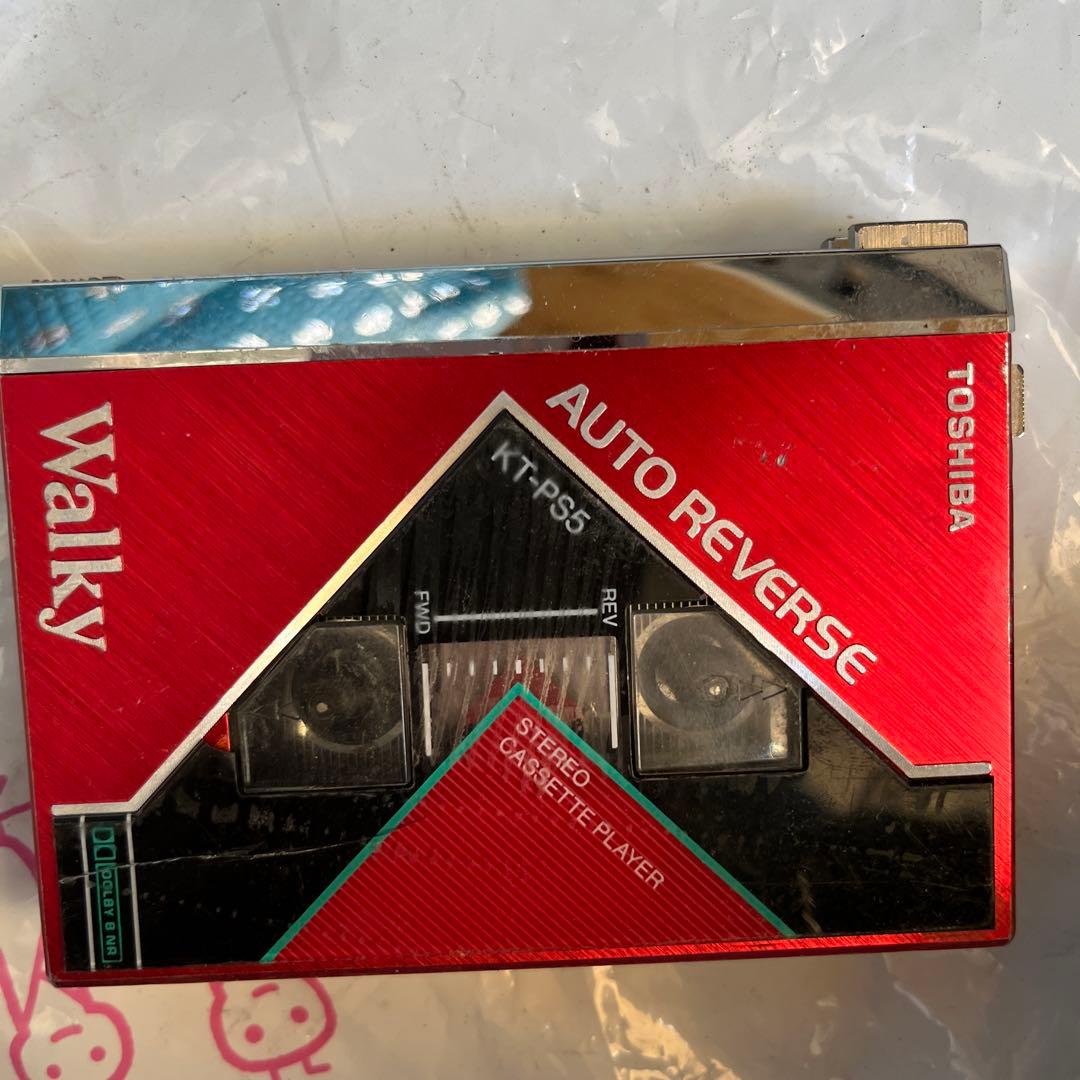 TOSHIBA
Walky
AUTO REVERSE
KT-PS5
FWD
REV
STEREO
CASSETTE PLAYER
DOLBY B NR